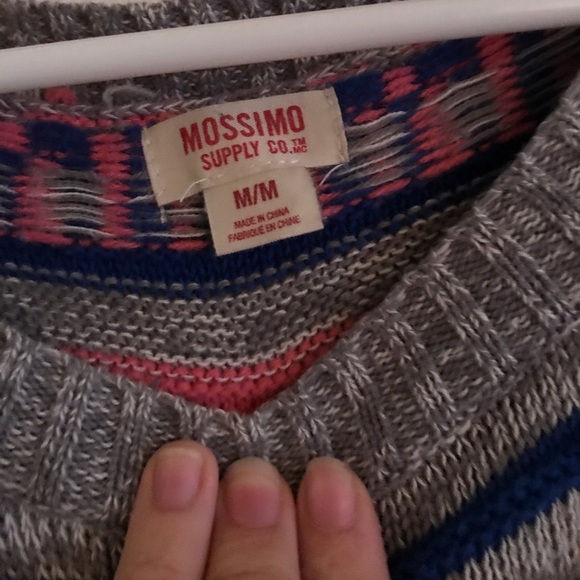 MOSSIMO
SUPPLY CO.™ MC
M/M
MADE IN CHINA
FABRIQUÉ EN CHINE